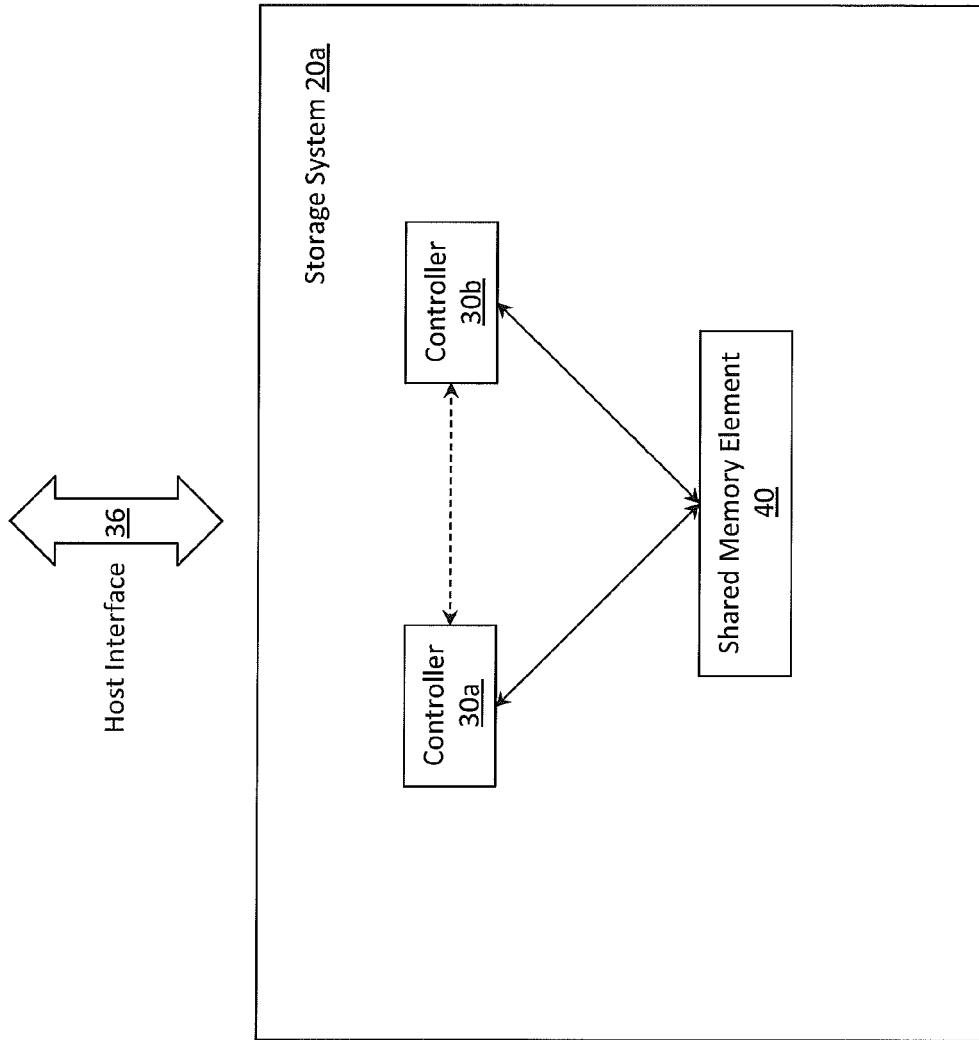 Host Interface
36
Storage System 20a
Controller
30a
Controller
30b
Shared Memory Element
40